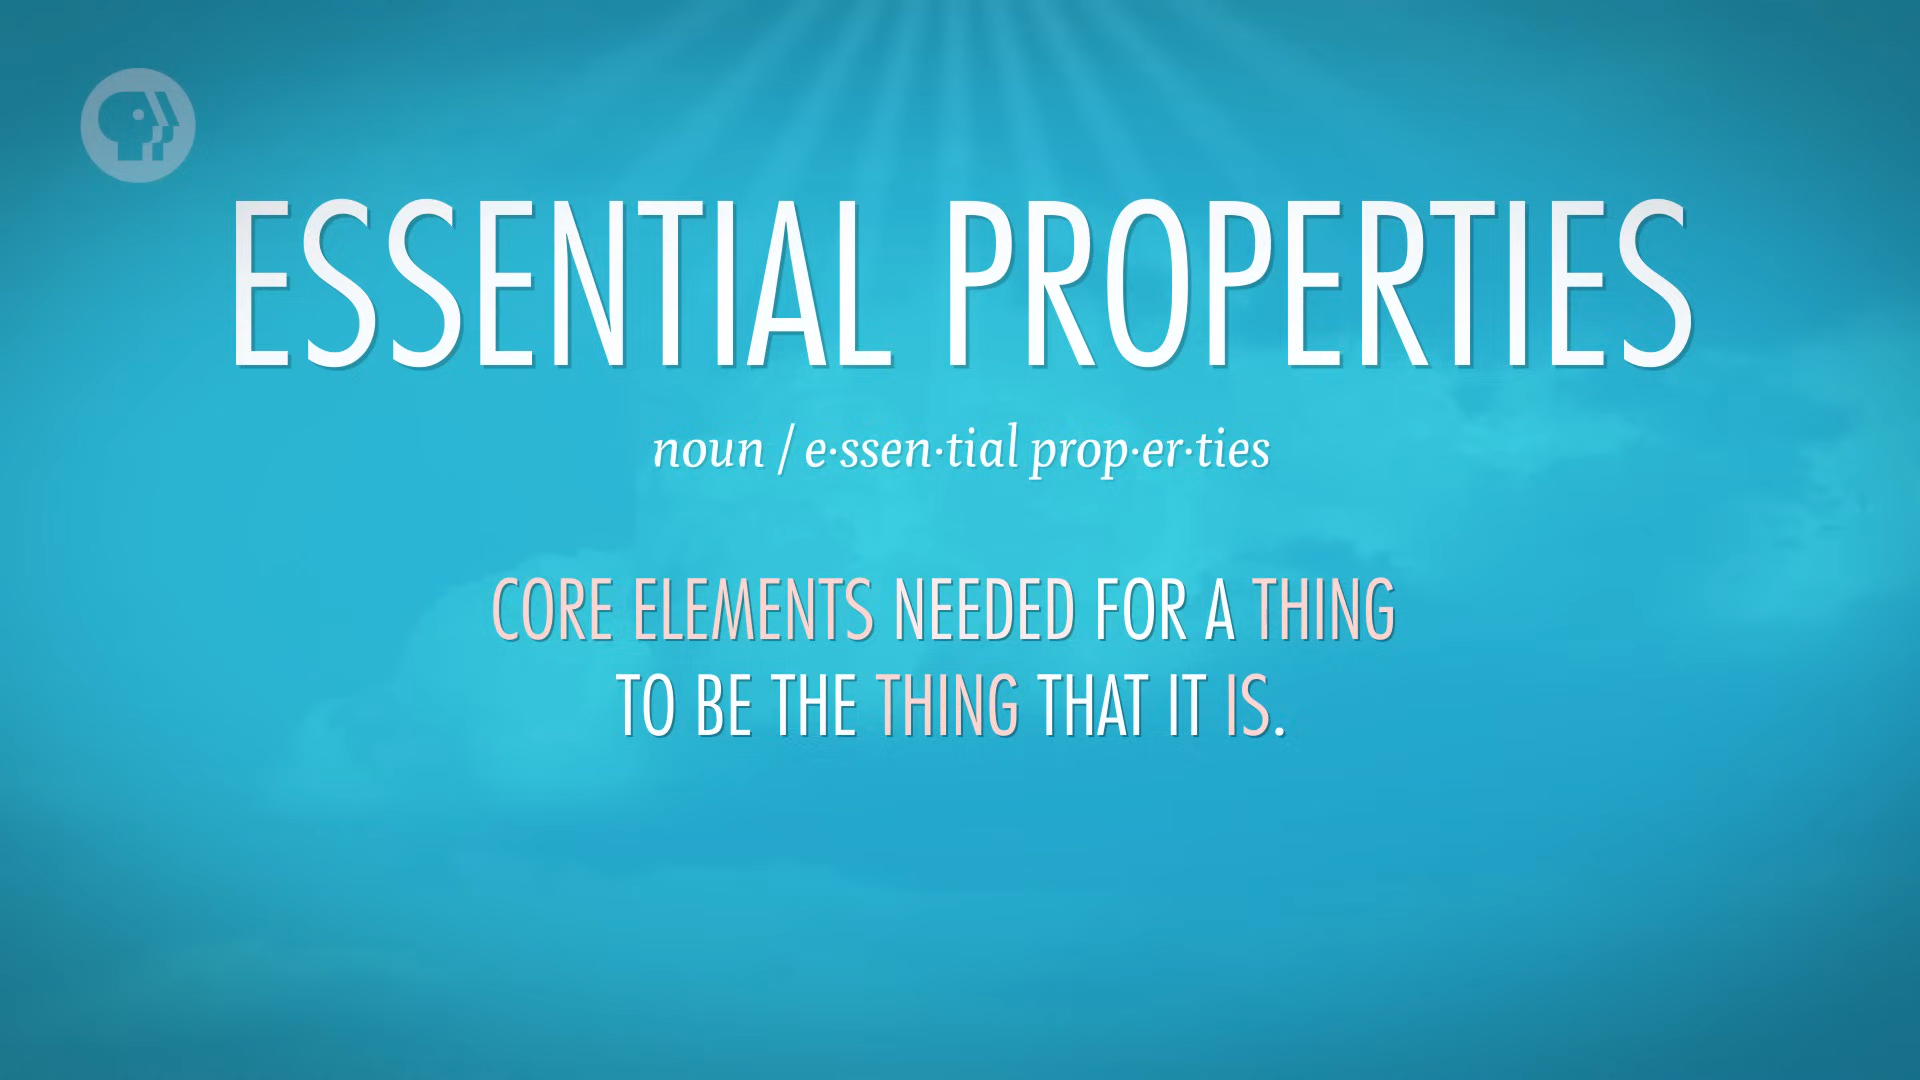 ESSENTIAL PROPERTIES
noun / e·ssen·tial prop·er·ties
CORE ELEMENTS NEEDED FOR A THING
TO BE THE THING THAT IT IS.